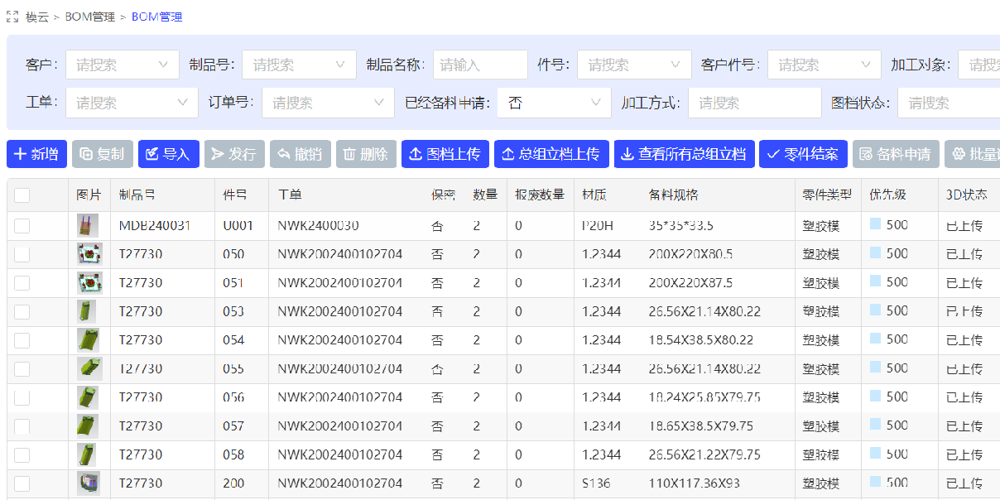 模云 > BOM管理 > BOM管理
客户: 请搜索 制品号: 请搜索 制品名称: 请输入 件号: 请搜索 客户件号: 请搜索 加工对象: 请搜
工单: 请搜索 订单号: 请搜索 已经备料申请: 否 加工方式: 请搜索 图档状态: 请搜索
新增 复制 导入 发行 撤销 删除 图档上传 总组立档上传 查看所有总组立档 零件结案 备料申请 批量
图片 制品号 件号 工单 保密 数量 报废数量 材质 备料规格 零件类型 优先级 3D状态
MDB240031 U001 NWK2400030 否 2 0 P20H 35*35*33.5 塑胶模 500 已上传
T27730 050 NWK2002400102704 否 2 0 1.2344 200X220X80.5 塑胶模 500 已上传
T27730 051 NWK2002400102704 否 2 0 1.2344 200X220X87.5 塑胶模 500 已上传
T27730 053 NWK2002400102704 否 2 0 1.2344 26.56X21.14X80.22 塑胶模 500 已上传
T27730 054 NWK2002400102704 否 2 0 1.2344 18.54X38.5X80.22 塑胶模 500 已上传
T27730 055 NWK2002400102704 否 2 0 1.2344 26.56X21.14X80.22 塑胶模 500 已上传
T27730 056 NWK2002400102704 否 2 0 1.2344 18.24X25.85X79.75 塑胶模 500 已上传
T27730 057 NWK2002400102704 否 2 0 1.2344 18.65X38.5X79.75 塑胶模 500 已上传
T27730 058 NWK2002400102704 否 2 0 1.2344 26.56X21.22X79.75 塑胶模 500 已上传
T27730 200 NWK2002400102704 否 2 0 S136 110X117.36X93 塑胶模 500 已上传